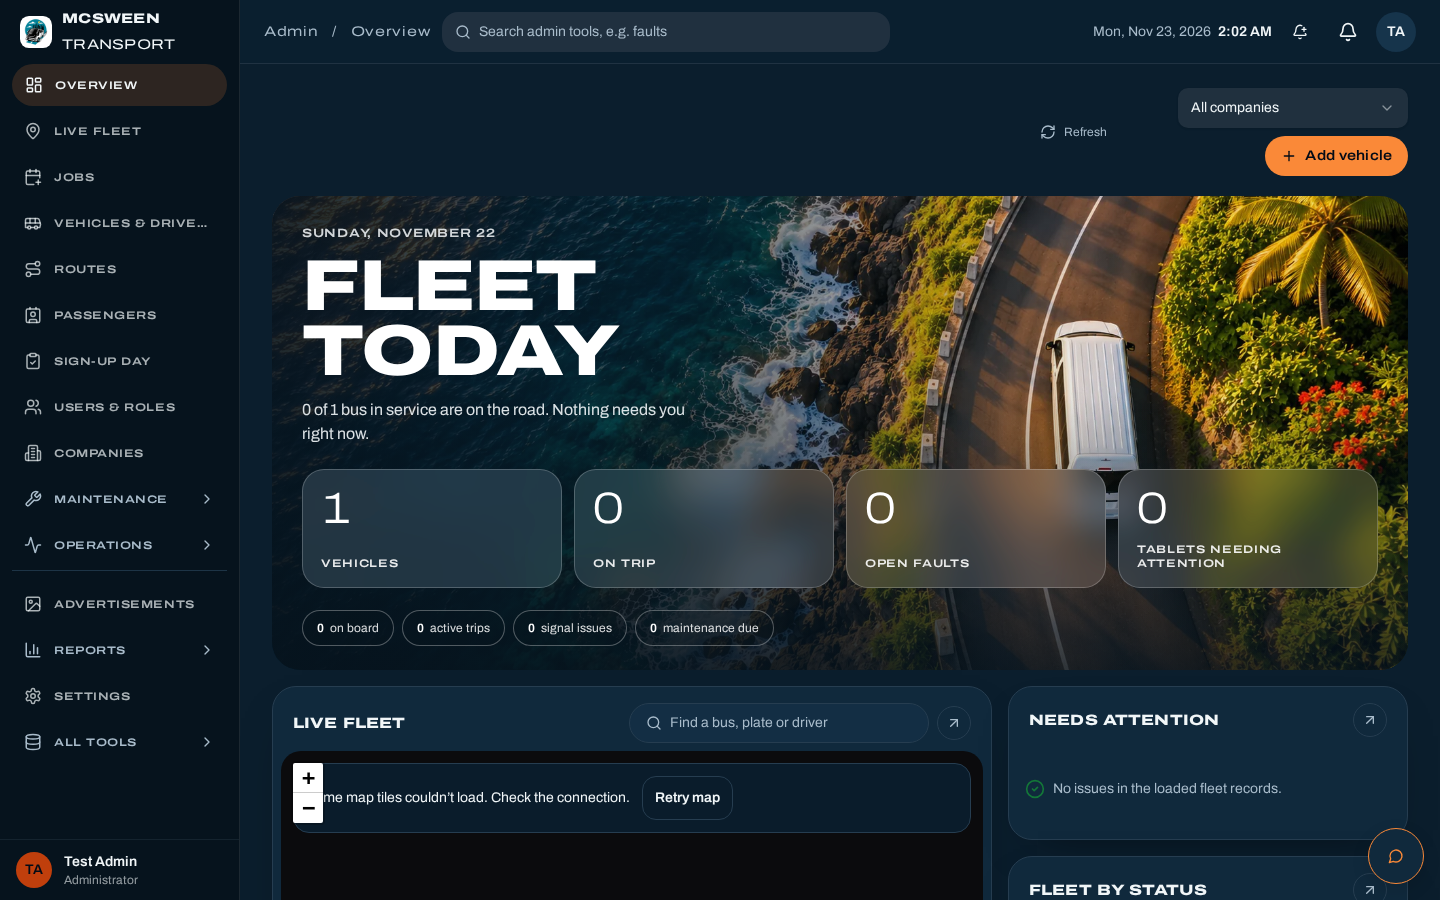 MCSWEEN
TRANSPORT
Admin / Overview
Search admin tools, e.g. faults
Mon, Nov 23, 2026 2:02 AM
TA
OVERVIEW
LIVE FLEET
JOBS
VEHICLES & DRIVE...
ROUTES
PASSENGERS
SIGN-UP DAY
USERS & ROLES
COMPANIES
MAINTENANCE
OPERATIONS
ADVERTISEMENTS
REPORTS
SETTINGS
ALL TOOLS
TA
Test Admin
Administrator
All companies
Refresh
+ Add vehicle
SUNDAY, NOVEMBER 22
FLEET
TODAY
0 of 1 bus in service are on the road. Nothing needs you
right now.
1
VEHICLES
0
ON TRIP
0
OPEN FAULTS
0
TABLETS NEEDING
ATTENTION
0 on board
0 active trips
0 signal issues
0 maintenance due
LIVE FLEET
Find a bus, plate or driver
+
−
me map tiles couldn't load. Check the connection.
Retry map
NEEDS ATTENTION
No issues in the loaded fleet records.
FLEET BY STATUS